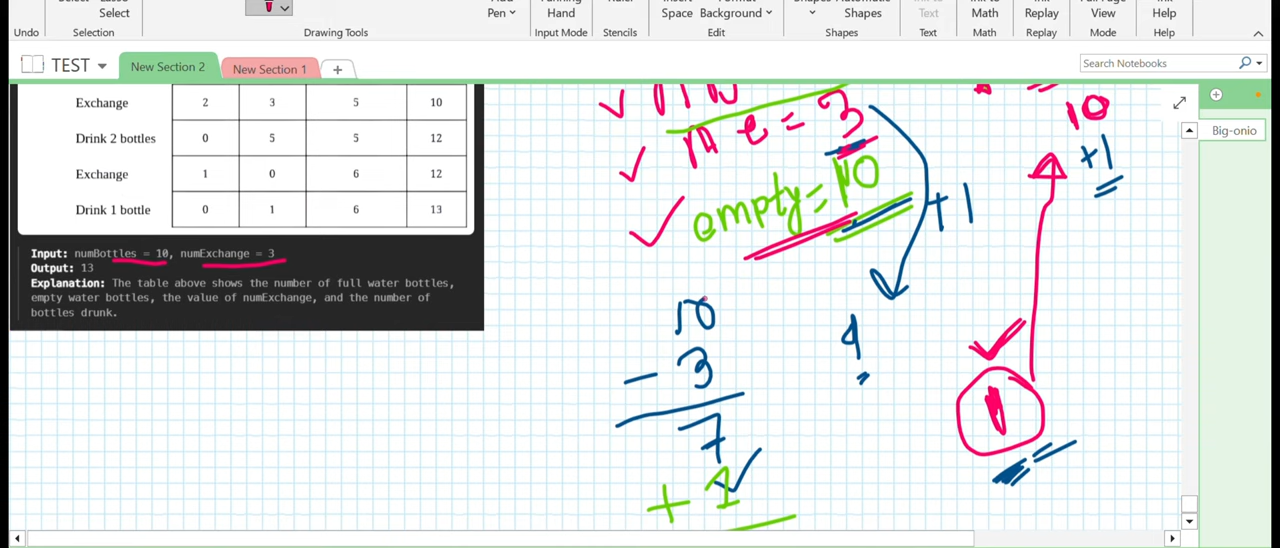 Select
Ink to
Undo
Selection
Drawing Tools
Pen
Hand
Input Mode
Stencils
Space
Background
Edit
Shapes
Shapes
Text
Text
Math
Math
Replay
Replay
View
Mode
Help
Help
TEST
New Section 2
New Section 1
+
Search Notebooks
Big-onio
Exchange 2 3 5 10
Drink 2 bottles 0 5 5 12
Exchange 1 0 6 12
Drink 1 bottle 0 1 6 13
Input: numBottles = 10, numExchange = 3
Output: 13
Explanation: The table above shows the number of full water bottles,
empty water bottles, the value of numExchange, and the number of
bottles drunk.
e = 3
empty = 10
+1
10
+1
10
- 3
7
+ 1
4
1